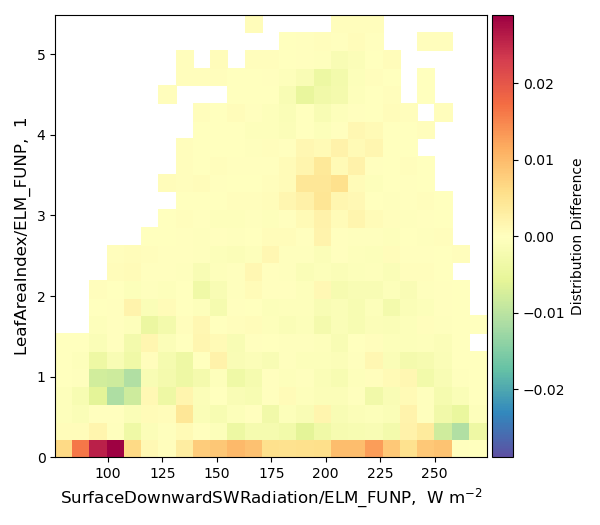 5
4
3
2
1
0
LeafAreaIndex/ELM_FUNP,  1
100 125 150 175 200 225 250
SurfaceDownwardSWRadiation/ELM_FUNP,  W m⁻²
0.02
0.01
0.00
−0.01
−0.02
Distribution Difference